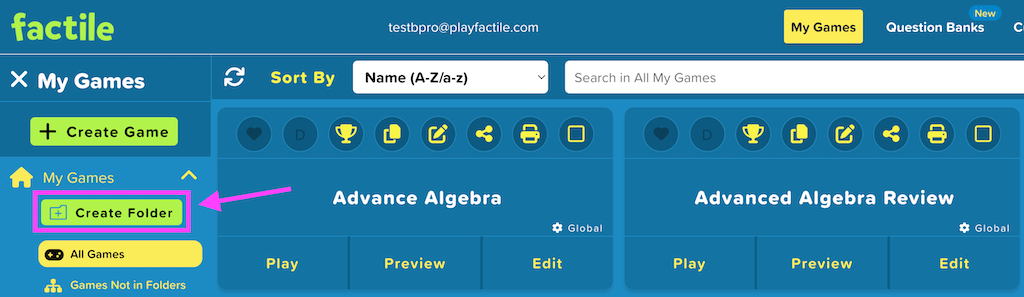 factile
testbpro@playfactile.com
My Games
Question Banks
New
✕ My Games
Sort By
Name (A-Z/a-z)
Search in All My Games
+ Create Game
My Games
Create Folder
All Games
Games Not in Folders
D
Advance Algebra
Global
Play
Preview
Edit
D
Advanced Algebra Review
Global
Play
Preview
Edit